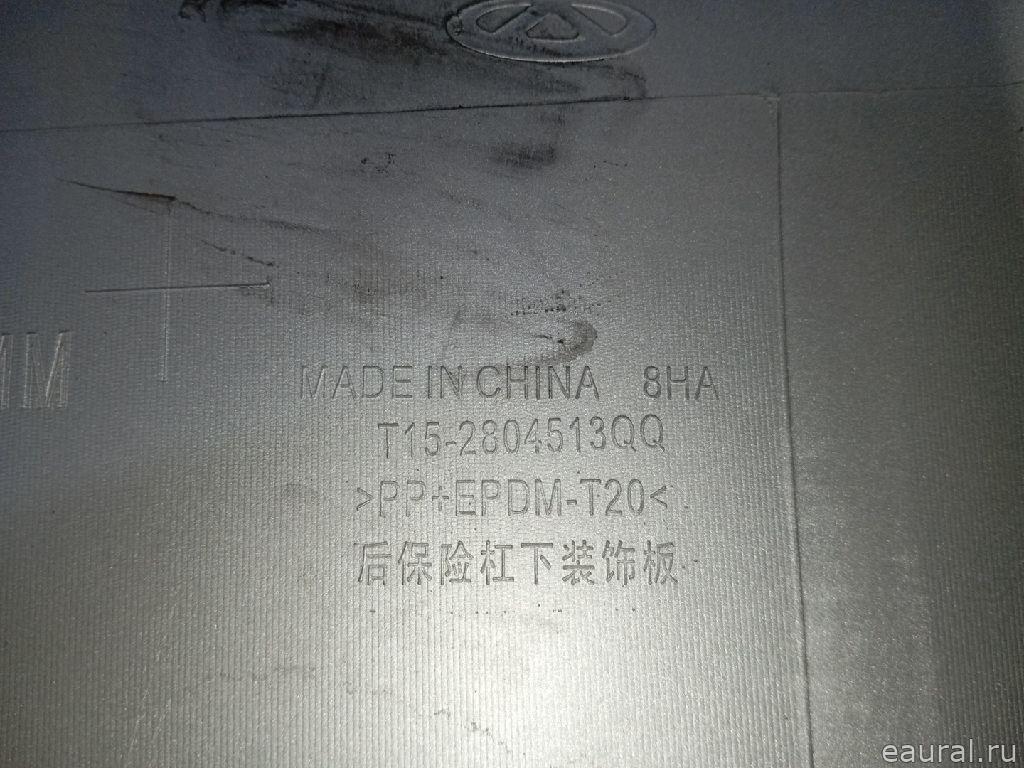 MM
MADE IN CHINA 8HA
T15-2804513QQ
>PP+EPDM-T20<
后保险杠下装饰板
eaural.ru